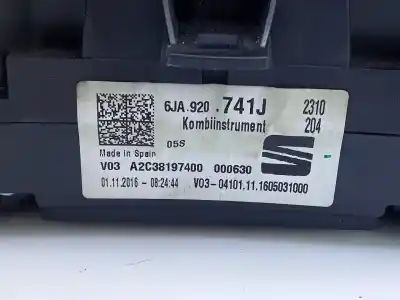 6JA.920.741J 2310
Kombiinstrument 204
05S
Made in Spain
V03 A2C38197400 000630
01.11.2016 - 08:24:44 V03-04101.11.1605031000